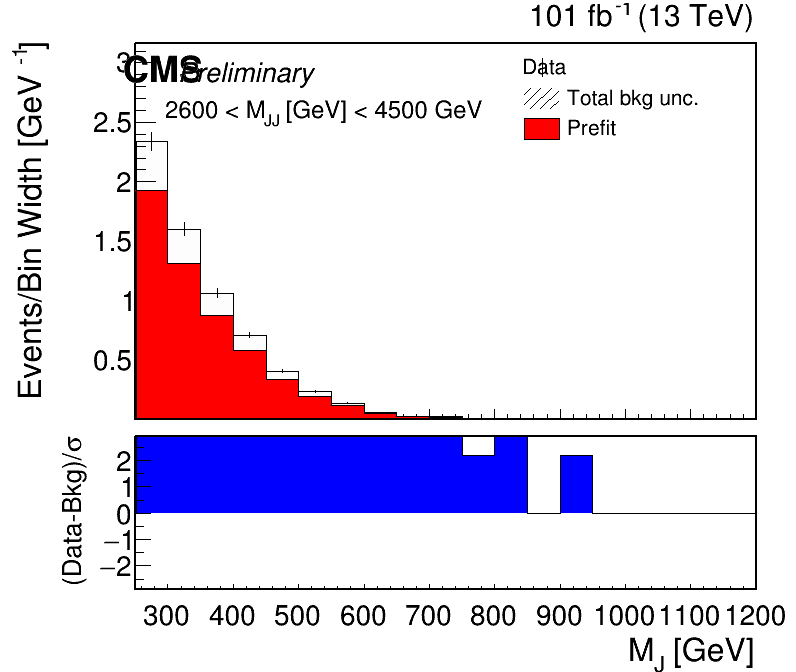 101 fb⁻¹ (13 TeV)
CMS Preliminary
2600 < M_JJ [GeV] < 4500 GeV
Data
Total bkg unc.
Prefit
Events/Bin Width [GeV⁻¹]
3
2.5
2
1.5
1
0.5
(Data-Bkg)/σ
2
1
0
−1
−2
300 400 500 600 700 800 900 1000 1100 1200
M_J [GeV]